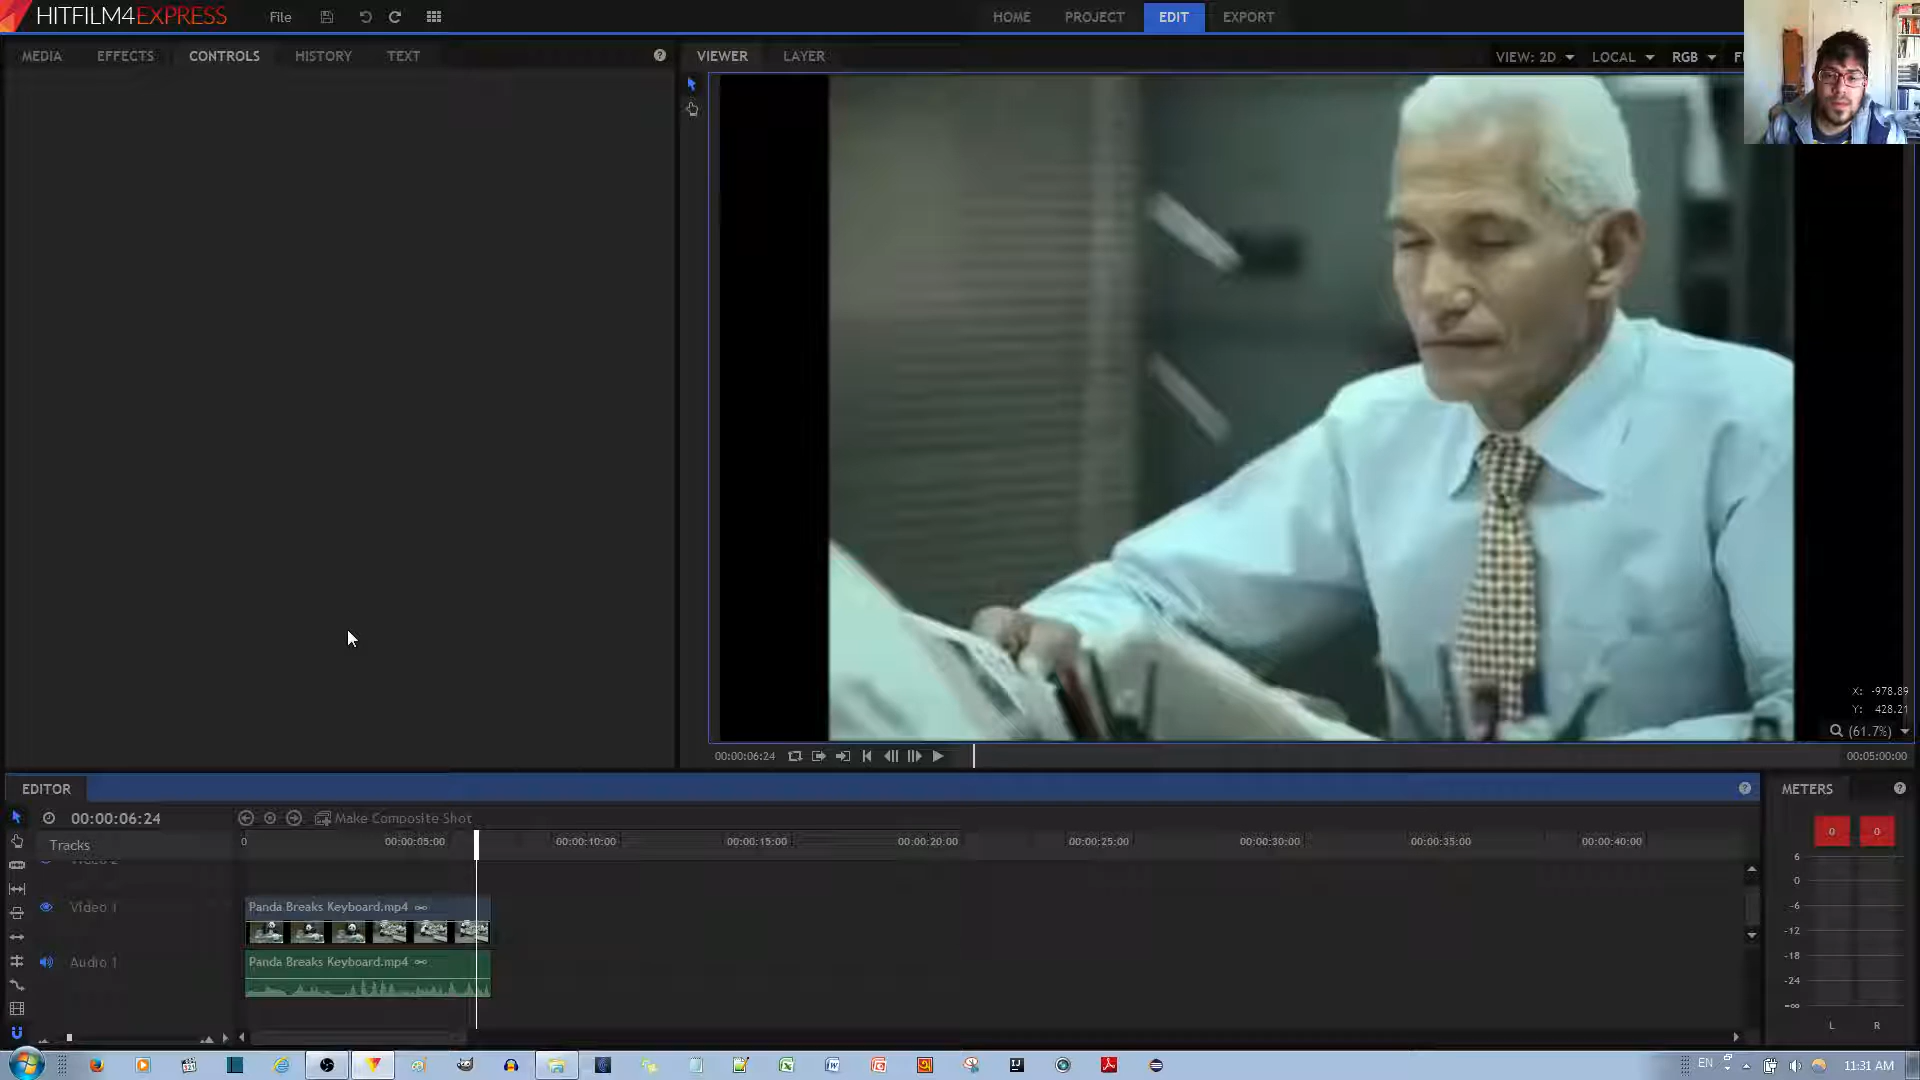 HITFILM4EXPRESS File HOME PROJECT EDIT EXPORT
MEDIA EFFECTS CONTROLS HISTORY TEXT
VIEWER LAYER VIEW: 2D LOCAL RGB
X: -978.89
Y: 428.21
(61.7%)
00:00:06:24 00:05:00:00
EDITOR
METERS
00:00:06:24 Make Composite Shot
Tracks 0 00:00:05:00 00:00:10:00 00:00:15:00 00:00:20:00 00:00:25:00 00:00:30:00 00:00:35:00 00:00:40:00
Video 1 Panda Breaks Keyboard.mp4
Audio 1 Panda Breaks Keyboard.mp4
0 0
6
0
-6
-12
-18
-24
-∞
L R
EN 11:31 AM